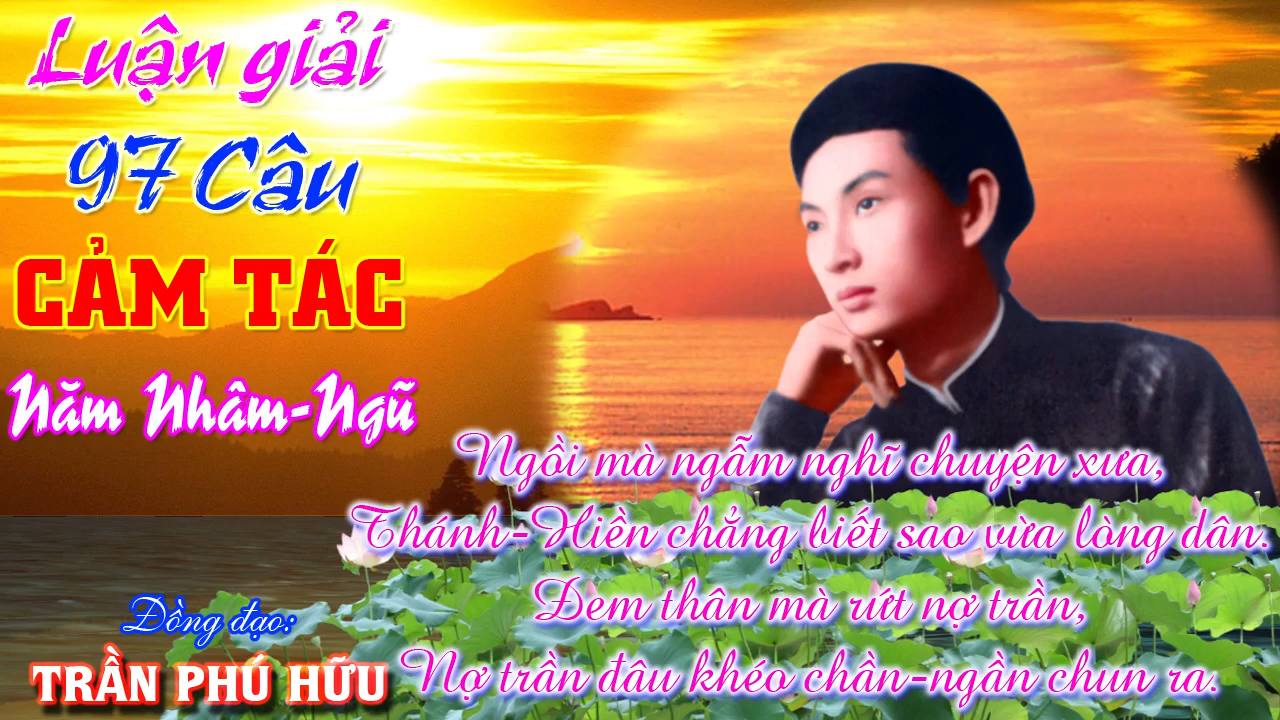 Luận giải
97 Câu
CẢM TÁC
Năm Nhâm-Ngũ
Ngồi mà ngẫm nghĩ chuyện xưa,
Thánh-Hiền chẳng biết sao vừa lòng dân.
Đem thân mà rứt nợ trần,
Nợ trần đâu khéo chần-ngần chun ra.
Đồng đạo:
TRẦN PHÚ HỮU